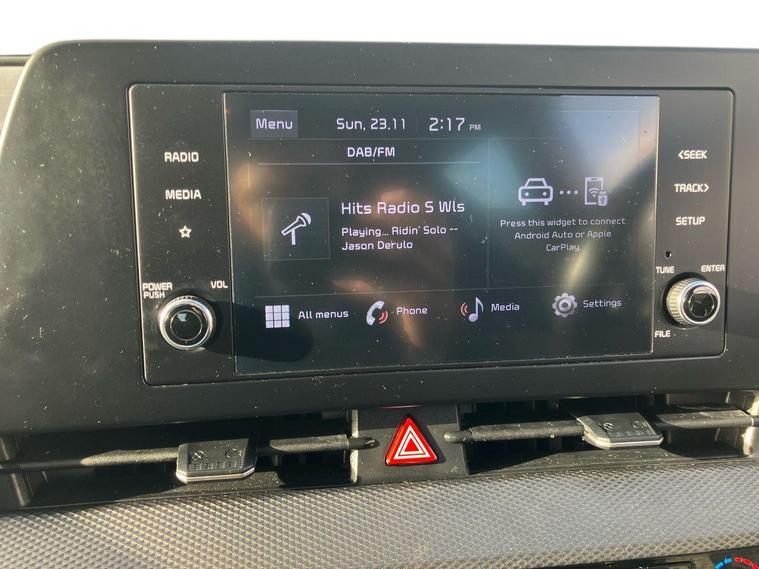 Menu
Sun, 23.11
2:17 PM
DAB/FM
Hits Radio S Wls
Playing... Ridin' Solo --
Jason Derulo
Press this widget to connect
Android Auto or Apple
CarPlay.
All menus
Phone
Media
Settings
RADIO
MEDIA
POWER
PUSH
VOL
<SEEK
TRACK>
SETUP
TUNE
ENTER
FILE